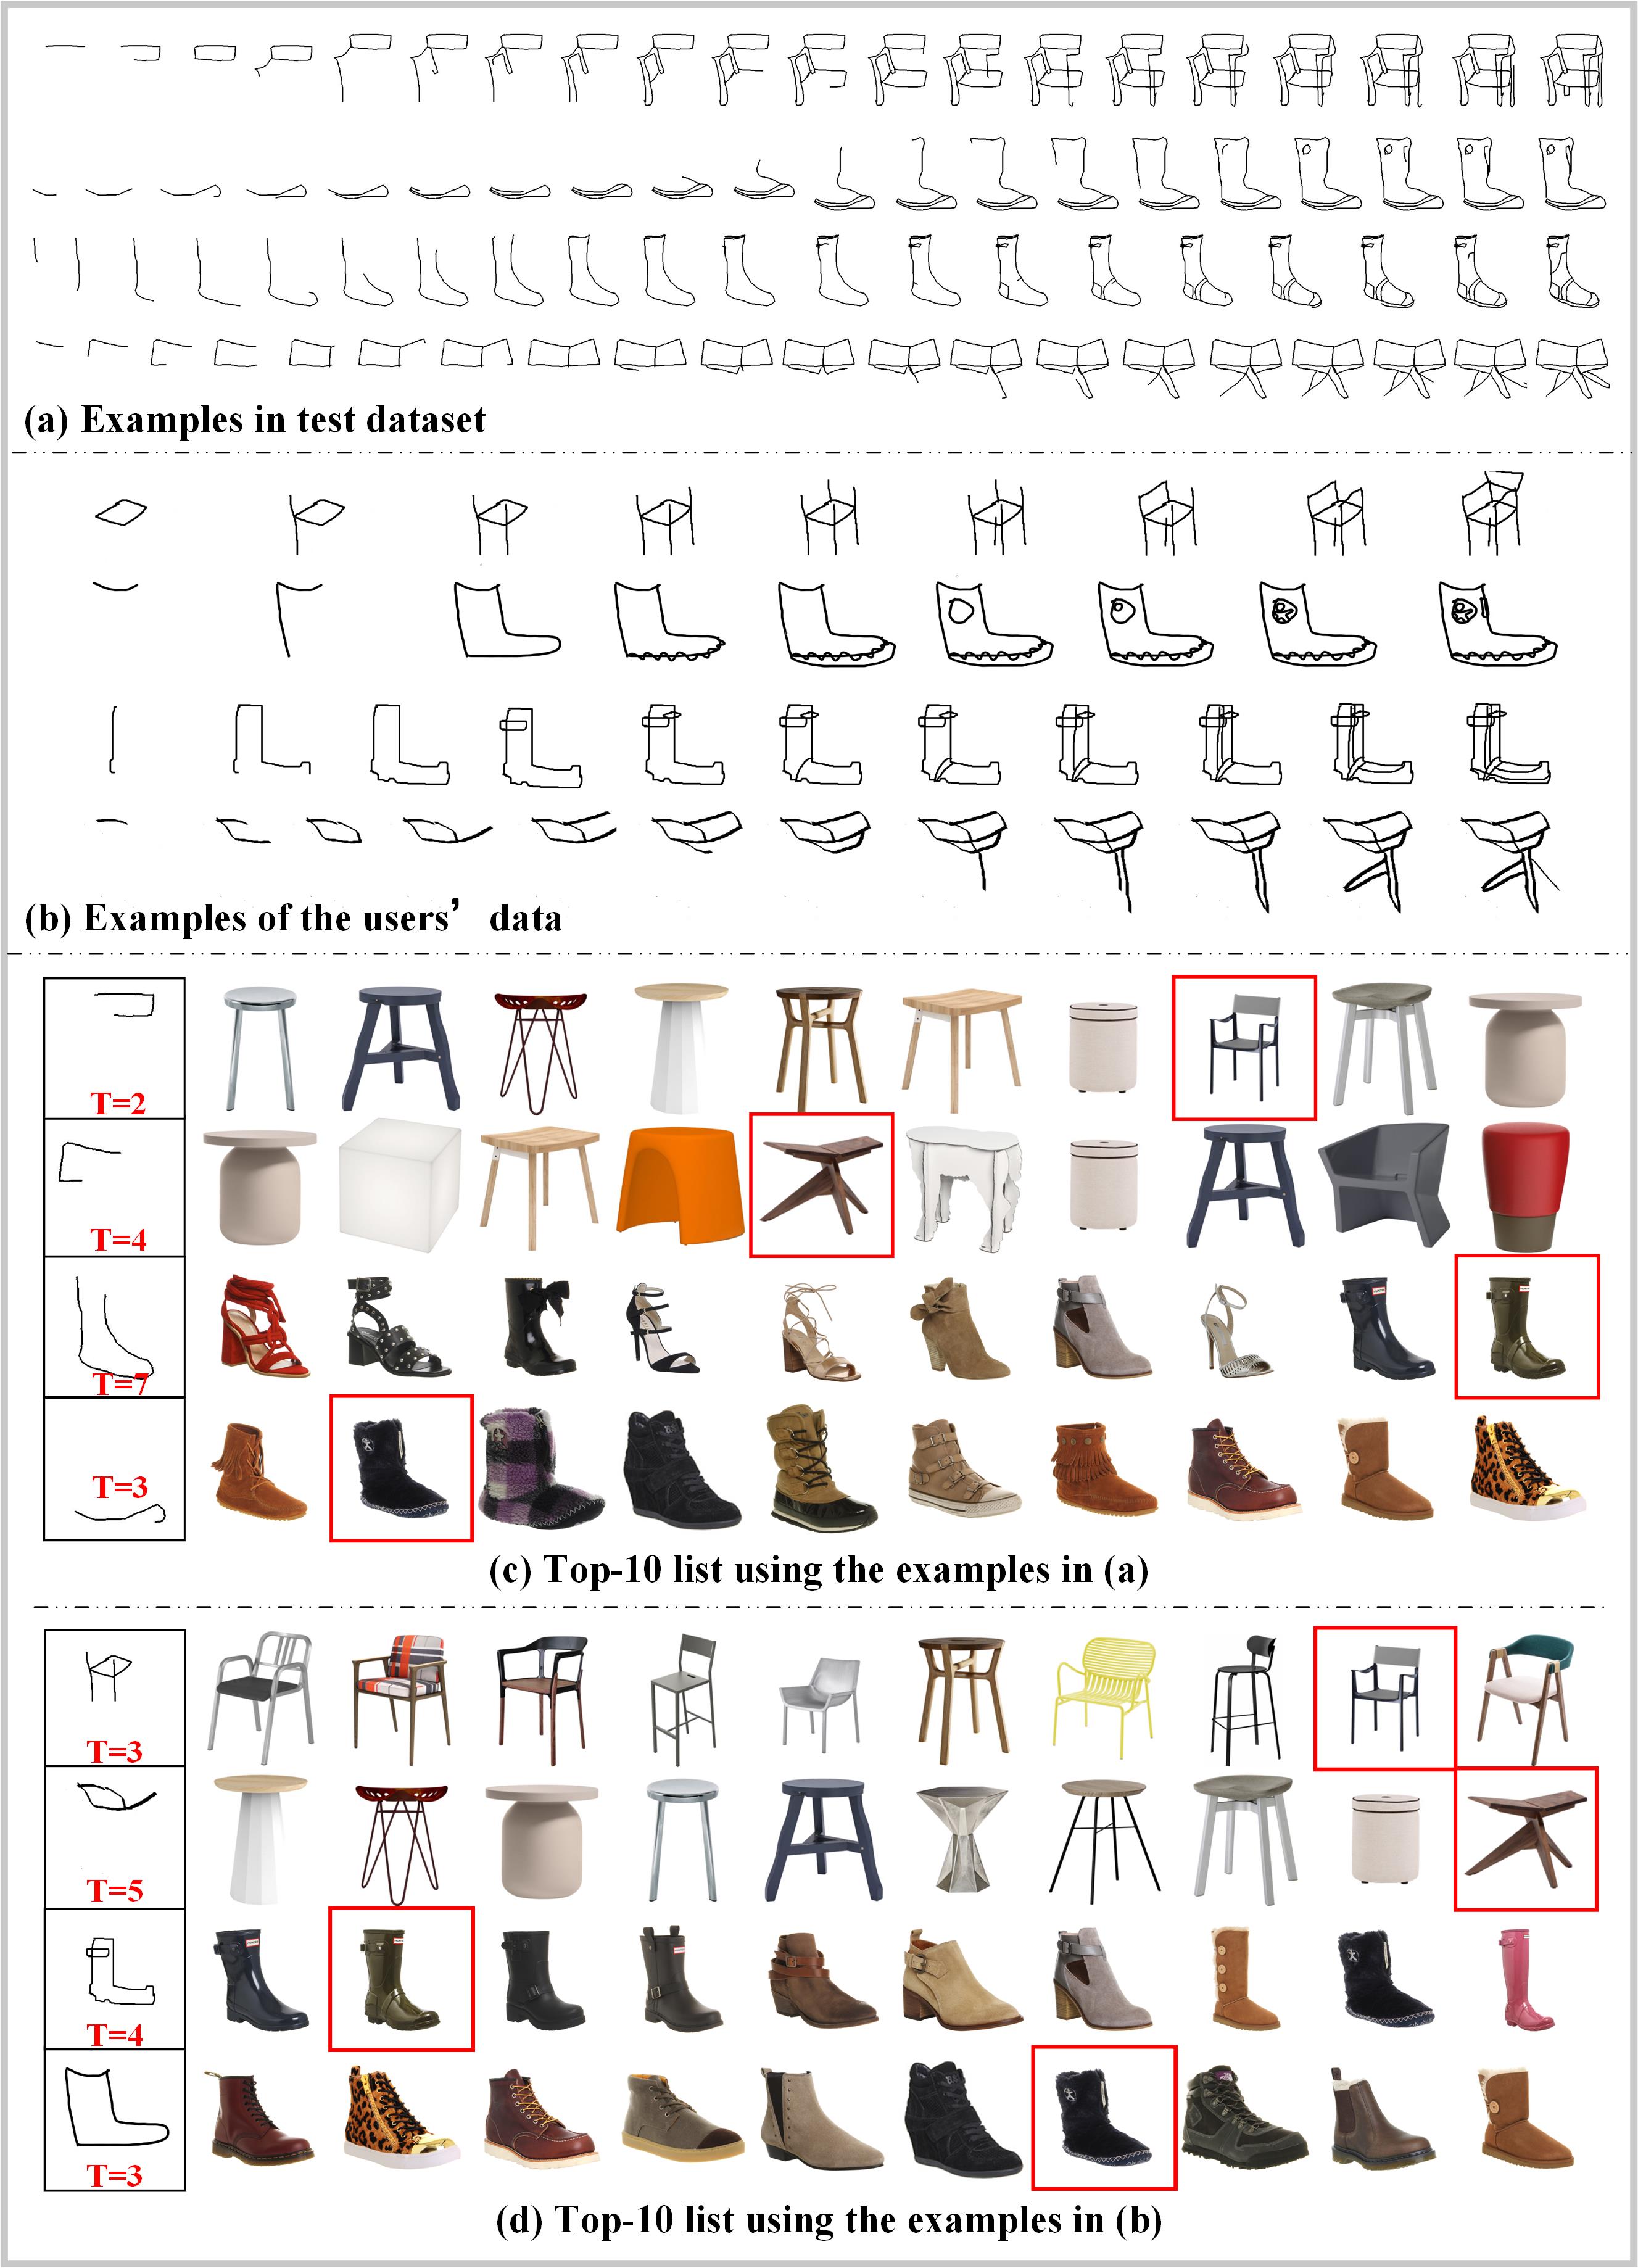 (a) Examples in test dataset
(b) Examples of the users’ data
T=2
T=4
T=7
T=3
(c) Top-10 list using the examples in (a)
T=3
T=5
T=4
T=3
(d) Top-10 list using the examples in (b)